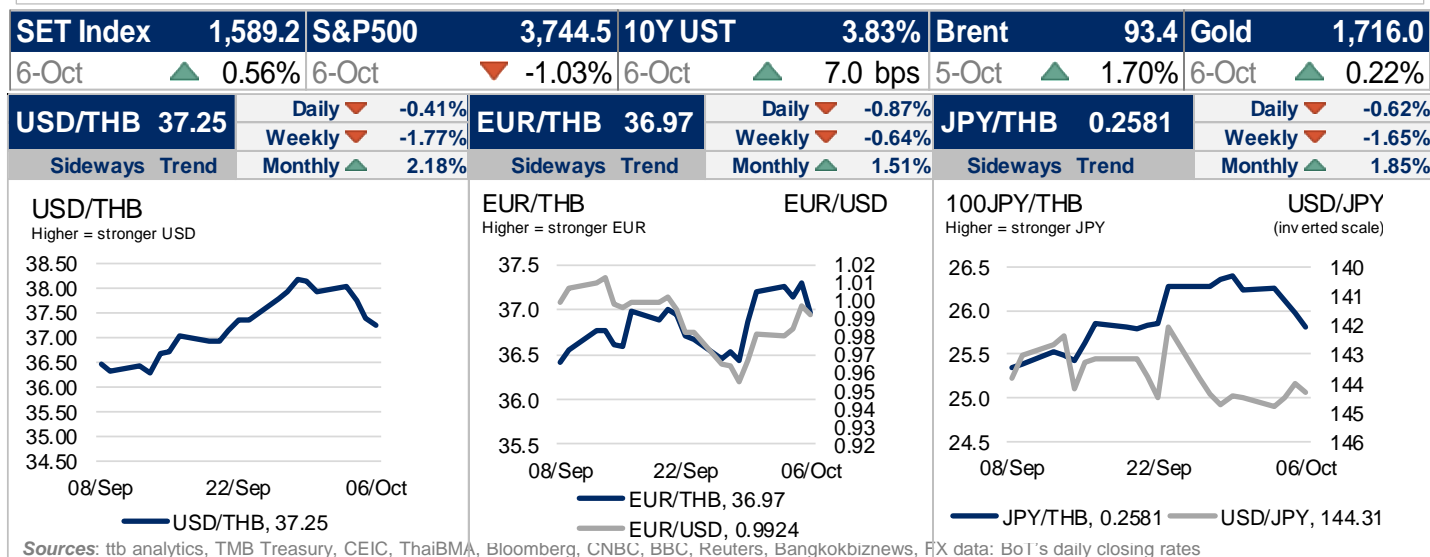 SET Index 1,589.2 S&P500 3,744.5 10Y UST 3.83% Brent 93.4 Gold 1,716.0
6-Oct 0.56% 6-Oct -1.03% 6-Oct 7.0 bps 5-Oct 1.70% 6-Oct 0.22%
USD/THB 37.25
Daily -0.41%
Weekly -1.77%
Sideways Trend
Monthly 2.18%
EUR/THB 36.97
Daily -0.87%
Weekly -0.64%
Sideways Trend
Monthly 1.51%
JPY/THB 0.2581
Daily -0.62%
Weekly -1.65%
Sideways Trend
Monthly 1.85%
USD/THB
Higher = stronger USD
38.50
38.00
37.50
37.00
36.50
36.00
35.50
35.00
34.50
08/Sep 22/Sep 06/Oct
USD/THB, 37.25
EUR/THB EUR/USD
Higher = stronger EUR
37.5
37.0
36.5
36.0
35.5
1.02
1.01
1.00
0.99
0.98
0.97
0.96
0.95
0.94
0.93
0.92
08/Sep 22/Sep 06/Oct
EUR/THB, 36.97
EUR/USD, 0.9924
100JPY/THB USD/JPY
Higher = stronger JPY (inverted scale)
26.5
26.0
25.5
25.0
24.5
140
141
142
143
144
145
146
08/Sep 22/Sep 06/Oct
JPY/THB, 0.2581 USD/JPY, 144.31
Sources: ttb analytics, TMB Treasury, CEIC, ThaiBMA, Bloomberg, CNBC, BBC, Reuters, Bangkokbiznews, FX data: BoT's daily closing rates